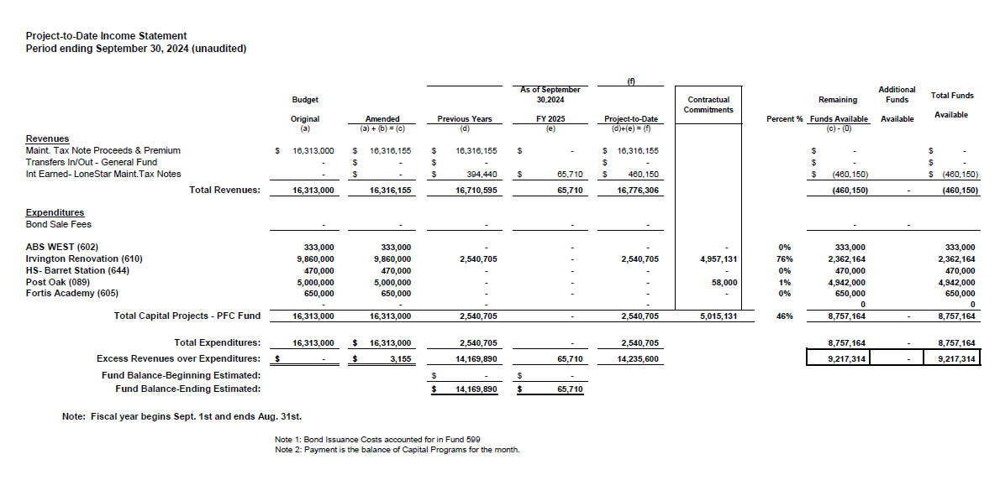 Project-to-Date Income Statement
Period ending September 30, 2024 (unaudited)
(f)
As of September Additional
Budget 30,2024 Contractual Remaining Funds Total Funds
Commitments
Original Amended Previous Years FY 2025 Project-to-Date Percent % Funds Available Available Available
(a) (a) + (b) = (c) (d) (e) (d)+(e) = (f) (c) - (0)
Revenues
Maint. Tax Note Proceeds & Premium $ 16,313,000 $ 16,316,155 $ 16,316,155 $ - $ 16,316,155 $ - $ -
Transfers In/Out - General Fund - $ - $ - $ $ - $ -
Int Earned- LoneStar Maint.Tax Notes - $ - $ 394,440 $ 65,710 $ 460,150 $ (460,150) $ (460,150)
Total Revenues: 16,313,000 16,316,155 16,710,595 65,710 16,776,306 (460,150) - (460,150)
Expenditures
Bond Sale Fees - - - - - - -
ABS WEST (602) 333,000 333,000 - - - - 0% 333,000 333,000
Irvington Renovation (610) 9,860,000 9,860,000 2,540,705 - 2,540,705 4,957,131 76% 2,362,164 2,362,164
HS- Barret Station (644) 470,000 470,000 - - - - 0% 470,000 470,000
Post Oak (089) 5,000,000 5,000,000 - - - 58,000 1% 4,942,000 4,942,000
Fortis Academy (605) 650,000 650,000 - - - - 0% 650,000 650,000
- - - - - 0 0
Total Capital Projects - PFC Fund 16,313,000 16,313,000 2,540,705 - 2,540,705 5,015,131 46% 8,757,164 - 8,757,164
Total Expenditures: 16,313,000 $ 16,313,000 2,540,705 - 2,540,705 8,757,164 - 8,757,164
Excess Revenues over Expenditures: $ - $ 3,155 14,169,890 65,710 14,235,600 9,217,314 - 9,217,314
Fund Balance-Beginning Estimated: $ - $ -
Fund Balance-Ending Estimated: $ 14,169,890 $ 65,710
Note: Fiscal year begins Sept. 1st and ends Aug. 31st.
Note 1: Bond Issuance Costs accounted for in Fund 599
Note 2: Payment is the balance of Capital Programs for the month.